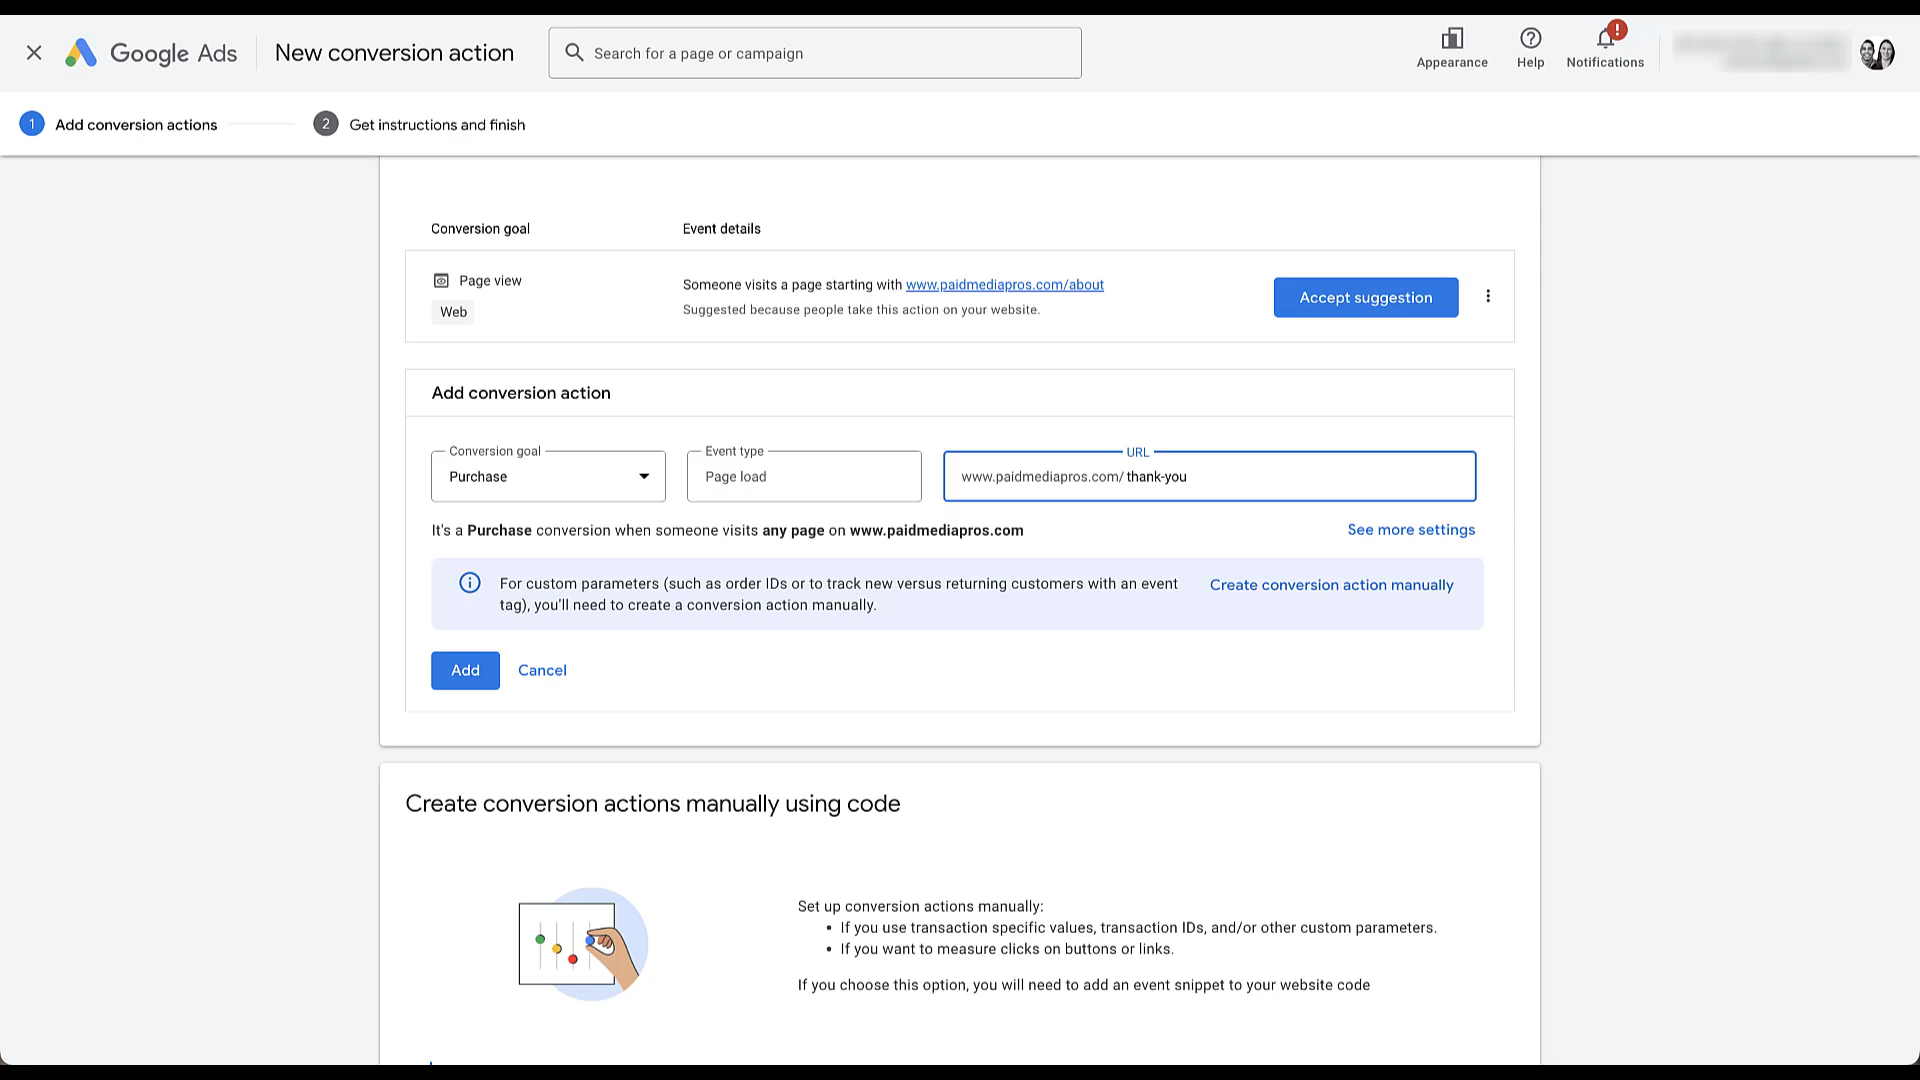 Google Ads
New conversion action
Search for a page or campaign
Appearance
Help
!
Notifications
1
Add conversion actions
2
Get instructions and finish
Conversion goal
Event details
Page view
Web
Someone visits a page starting with www.paidmediapros.com/about
Suggested because people take this action on your website.
Accept suggestion
Add conversion action
Conversion goal
Purchase
Event type
Page load
URL
www.paidmediapros.com/ thank-you
It's a Purchase conversion when someone visits any page on www.paidmediapros.com
See more settings
For custom parameters (such as order IDs or to track new versus returning customers with an event
tag), you'll need to create a conversion action manually.
Create conversion action manually
Add
Cancel
Create conversion actions manually using code
Set up conversion actions manually:
• If you use transaction specific values, transaction IDs, and/or other custom parameters.
• If you want to measure clicks on buttons or links.
If you choose this option, you will need to add an event snippet to your website code